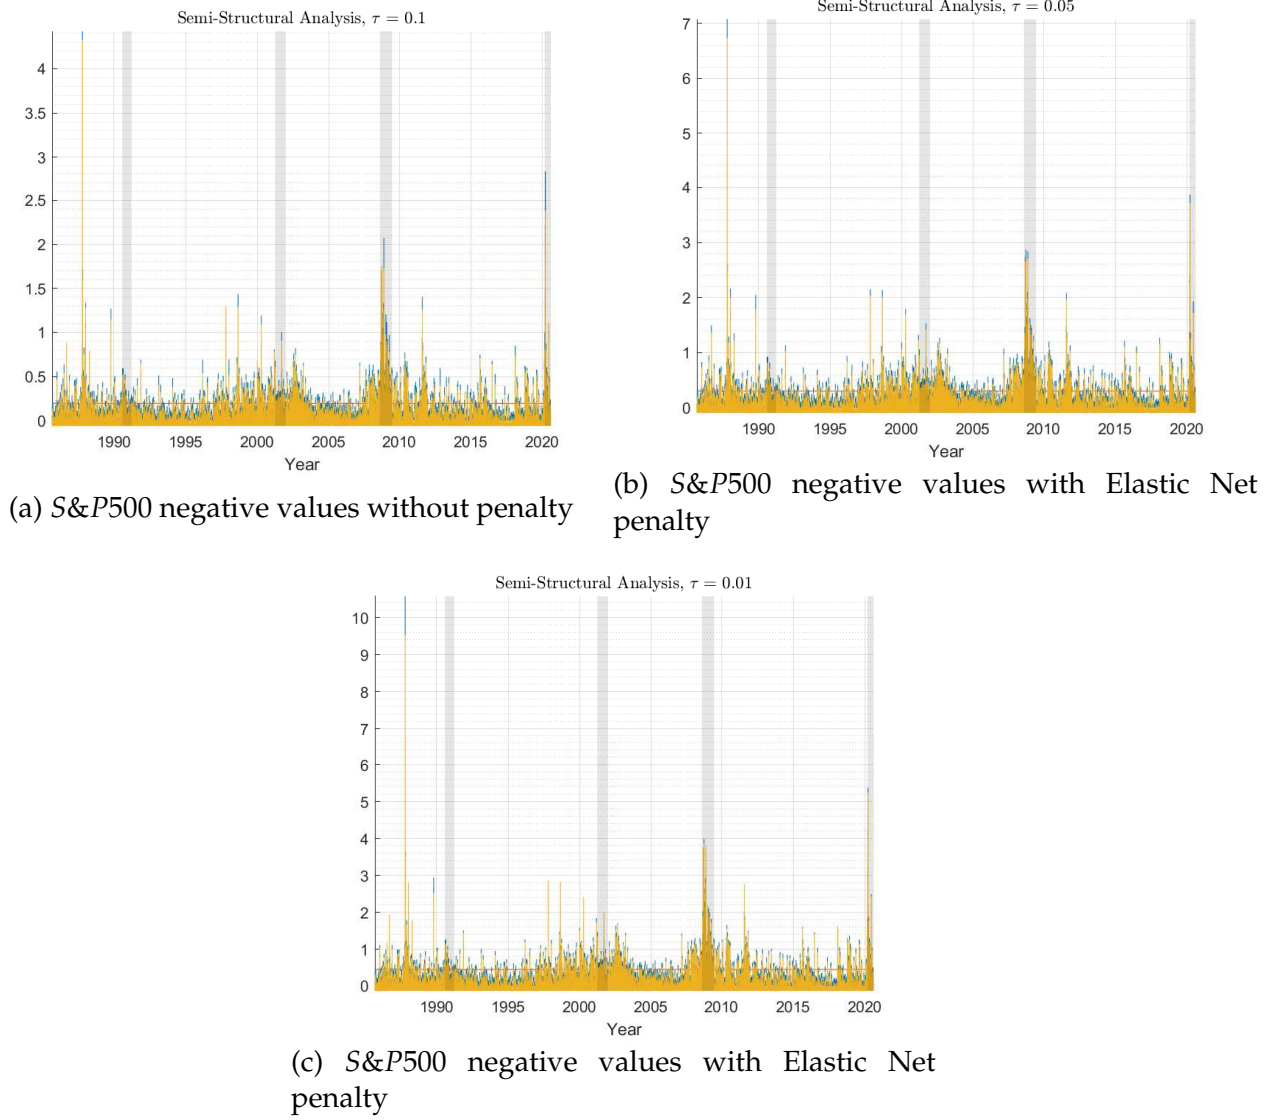 Semi-Structural Analysis, τ = 0.1
4
3.5
3
2.5
2
1.5
1
0.5
0
1990 1995 2000 2005 2010 2015 2020
Year
(a) S&P500 negative values without penalty
Semi-Structural Analysis, τ = 0.05
7
6
5
4
3
2
1
0
1990 1995 2000 2005 2010 2015 2020
Year
(b) S&P500 negative values with Elastic Net
penalty
Semi-Structural Analysis, τ = 0.01
10
9
8
7
6
5
4
3
2
1
0
1990 1995 2000 2005 2010 2015 2020
Year
(c) S&P500 negative values with Elastic Net
penalty